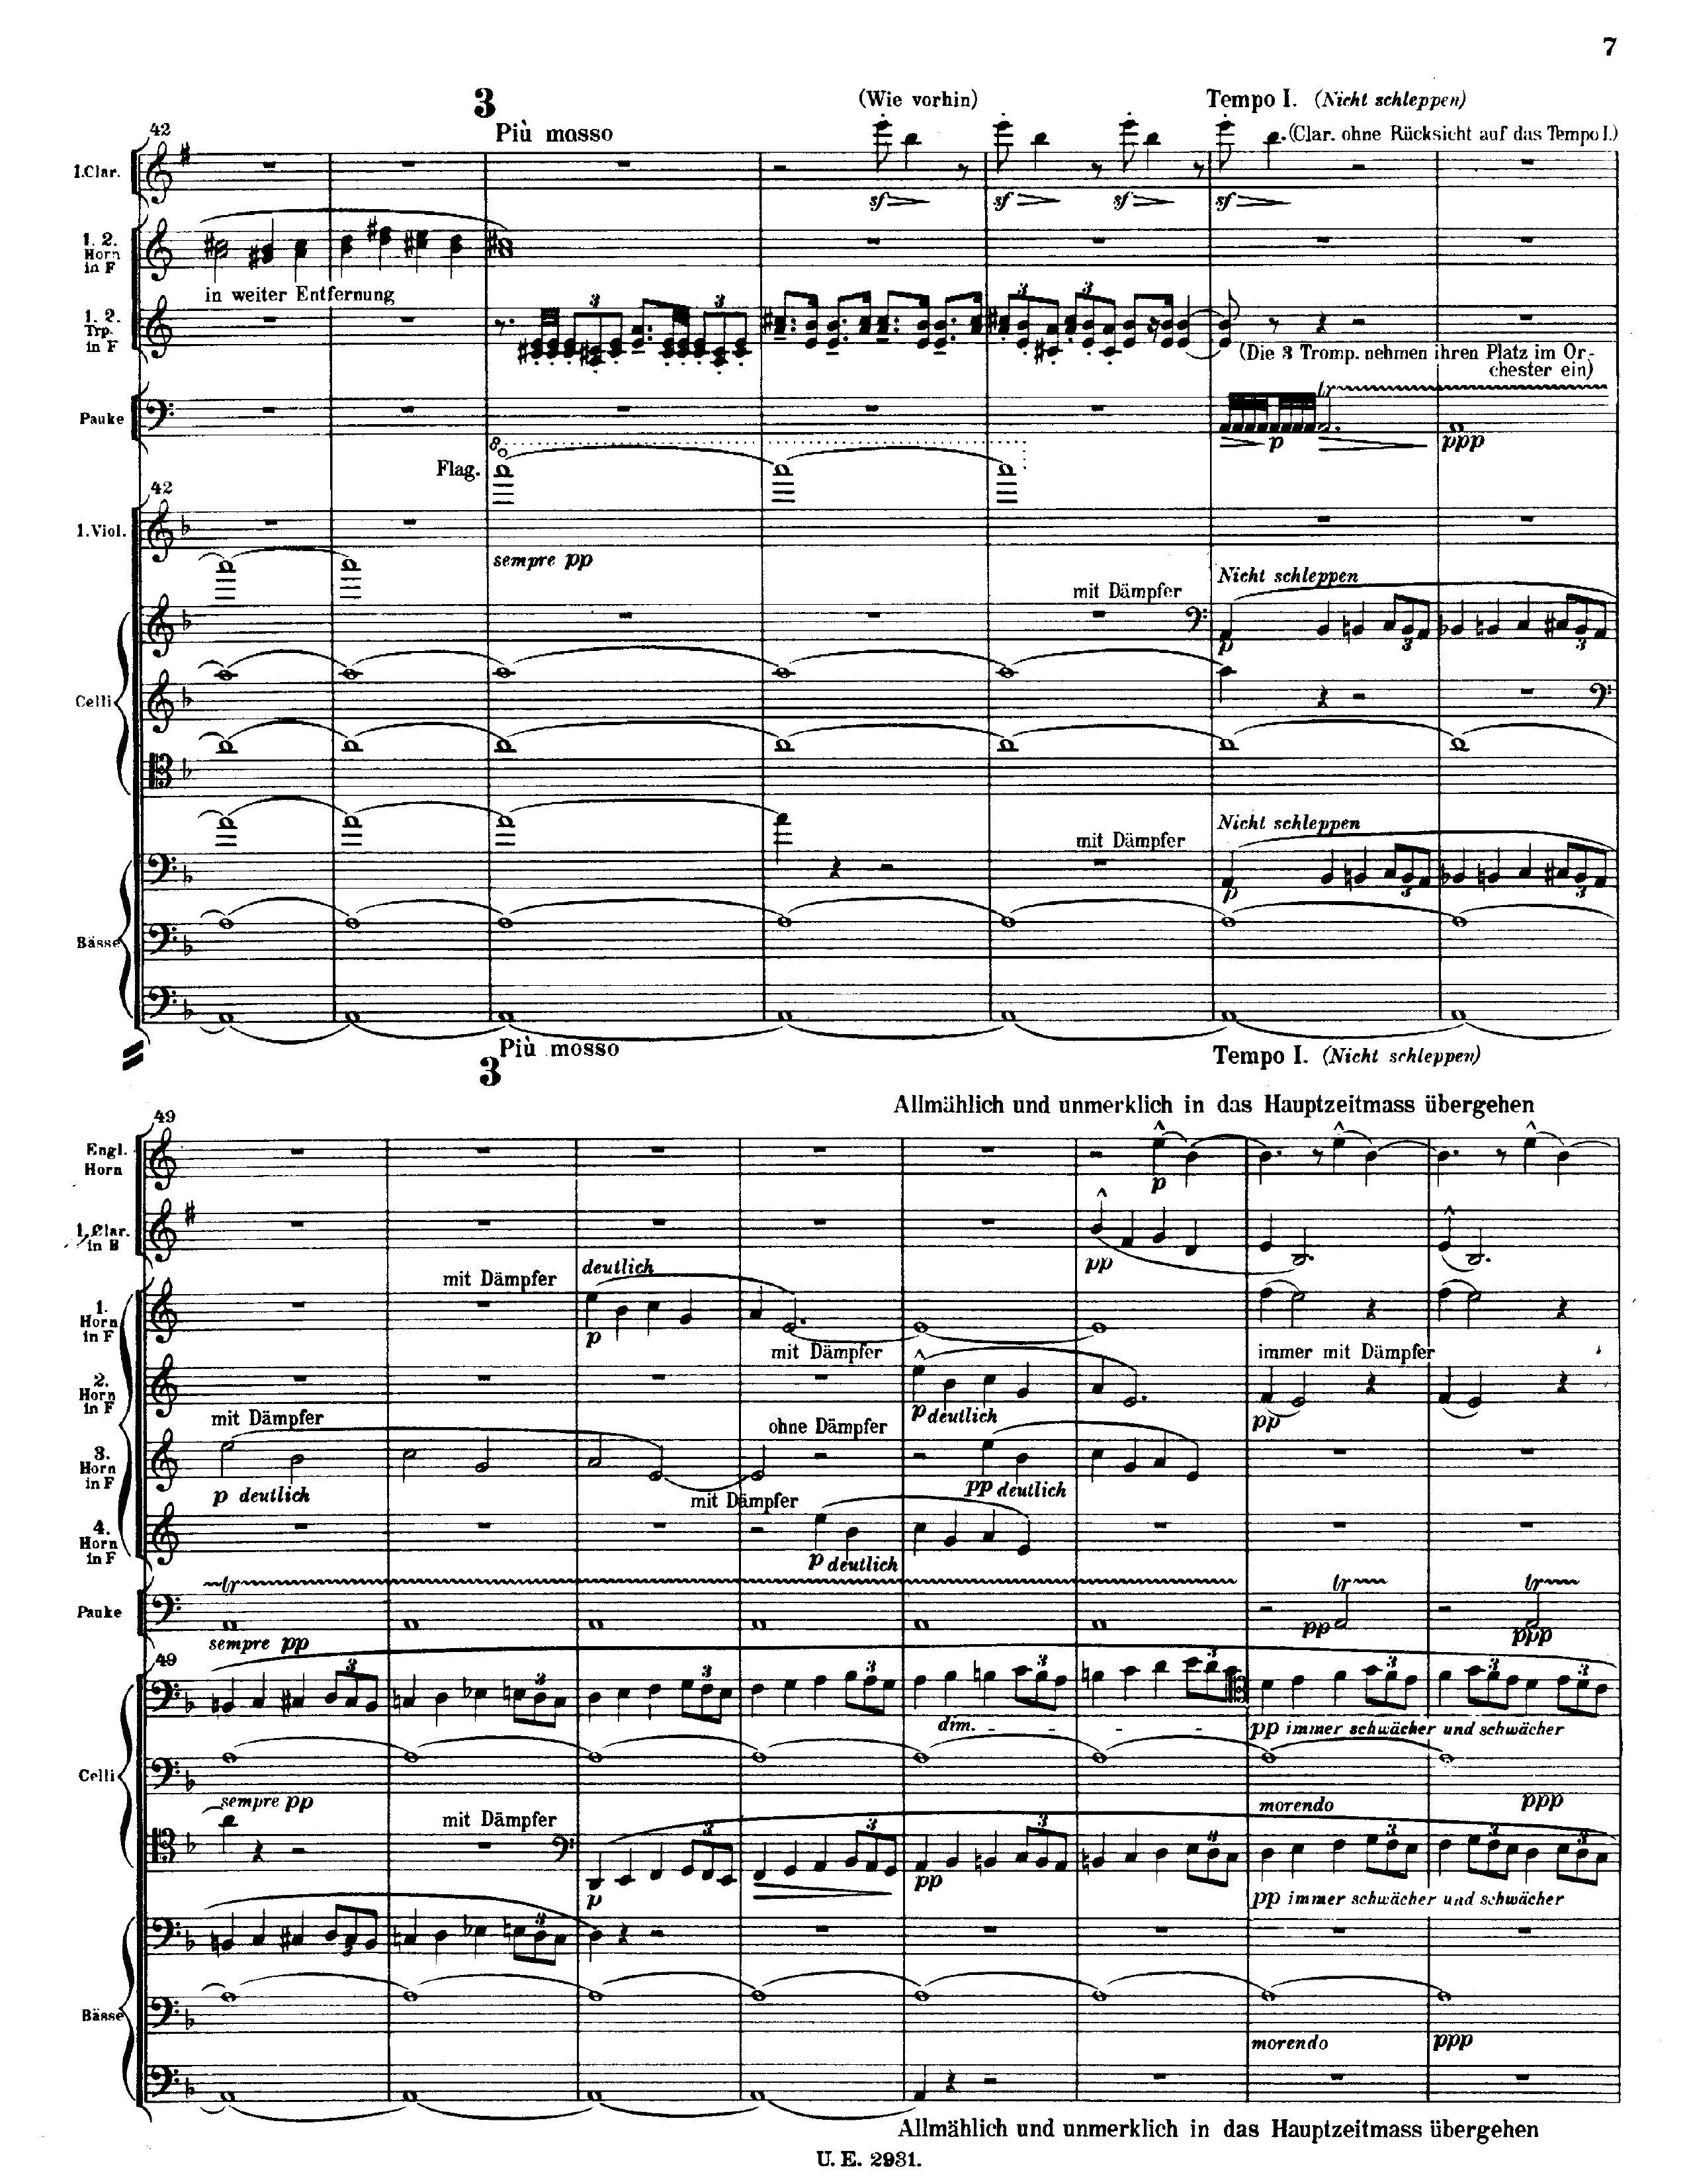 7
3
(Wie vorhin)
Tempo I. (Nicht schleppen)
42
Più mosso
(Clar. ohne Rücksicht auf das Tempo I.)
1.Clar.
sf sf sf sf
1. 2.
Horn
in F
in weiter Entfernung
1. 2.
Trp.
in F
3 3 3 3
(Die 3 Tromp. nehmen ihren Platz im Or-
chester ein)
tr
Pauke
p ppp
8
Flag.
42
1.Viol.
sempre pp
Nicht schleppen
mit Dämpfer
p 3 3
Celli
Nicht schleppen
mit Dämpfer
p 3 3
Bässe
Più mosso
3
Tempo I. (Nicht schleppen)
Allmählich und unmerklich in das Hauptzeitmass übergehen
49
Engl.
Horn
p
1.Clar.
in B
pp
deutlich
mit Dämpfer
1.
Horn
in F
p
mit Dämpfer
immer mit Dämpfer
2.
Horn
in F
p deutlich
pp
mit Dämpfer
ohne Dämpfer
3.
Horn
in F
p deutlich
pp deutlich
mit Dämpfer
4.
Horn
in F
p deutlich
tr tr tr
Pauke
pp
ppp
sempre pp
49
3 3 3 3 3 3 3 3 3
dim.
pp immer schwächer und schwächer
Celli
sempre pp
morendo
ppp
mit Dämpfer
3 3 3 3 3 3 3
p
pp
pp immer schwächer und schwächer
3 3
Bässe
morendo
ppp
Allmählich und unmerklich in das Hauptzeitmass übergehen
U. E. 2931.